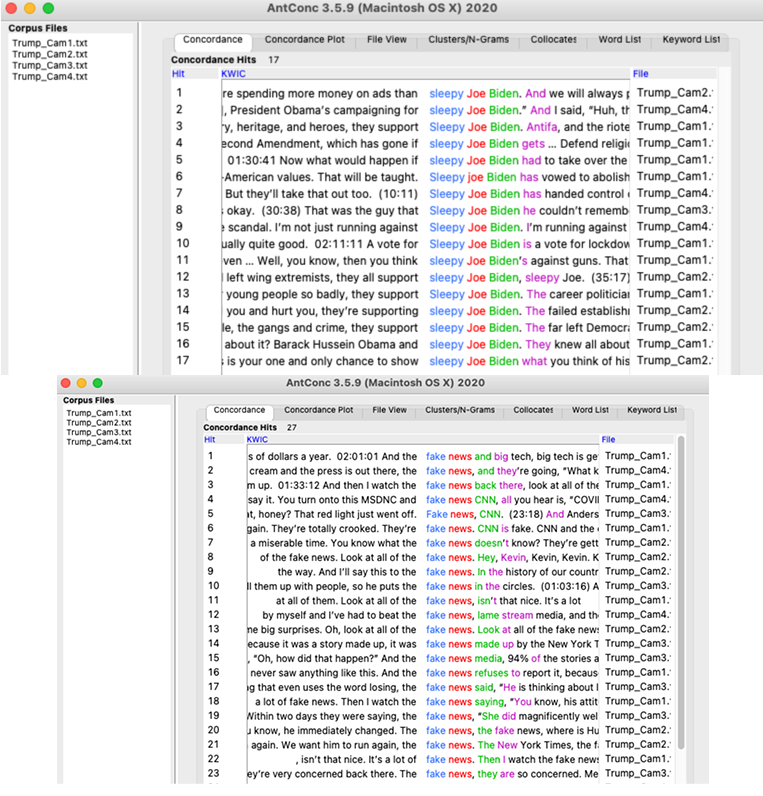 AntConc 3.5.9 (Macintosh OS X) 2020
Corpus Files
Trump_Cam1.txt
Trump_Cam2.txt
Trump_Cam3.txt
Trump_Cam4.txt
Concordance Concordance Plot File View Clusters/N-Grams Collocates Word List Keyword List
Concordance Hits 17
Hit KWIC File
1 re spending more money on ads than sleepy Joe Biden. And we will always p Trump_Cam2.
2 , President Obama's campaigning for sleepy Joe Biden." And I said, "Huh, th Trump_Cam4.
3 ry, heritage, and heroes, they support Sleepy Joe Biden. Antifa, and the riote Trump_Cam1.
4 econd Amendment, which has gone if Sleepy Joe Biden gets ... Defend religio Trump_Cam2.
5 01:30:41 Now what would happen if Sleepy Joe Biden had to take over the Trump_Cam1.
6 -American values. That will be taught. Sleepy joe Biden has vowed to abolish Trump_Cam1.
7 But they'll take that out too. (10:11) Sleepy Joe Biden has handed control Trump_Cam4.
8 okay. (30:38) That was the guy that Sleepy Joe Biden he couldn't rememb Trump_Cam3.
9 scandal. I'm not just running against Sleepy Joe Biden. I'm running against Trump_Cam4.
10 ually quite good. 02:11:11 A vote for Sleepy Joe Biden is a vote for lockdow Trump_Cam1.
11 ven ... Well, you know, then you think Sleepy Joe Biden's against guns. That Trump_Cam1.
12 left wing extremists, they all support Sleepy Joe Biden, sleepy Joe. (35:17) Trump_Cam2.
13 young people so badly, they support Sleepy Joe Biden. The career politician Trump_Cam1.
14 you and hurt you, they're supporting Sleepy Joe Biden. The failed establish Trump_Cam2.
15 le, the gangs and crime, they support Sleepy Joe Biden. The far left Democra Trump_Cam2.
16 about it? Barack Hussein Obama and sleepy Joe Biden. They knew all about Trump_Cam1.
17 is your one and only chance to show sleepy Joe Biden what you think of his Trump_Cam2.
AntConc 3.5.9 (Macintosh OS X) 2020
Corpus Files
Trump_Cam1.txt
Trump_Cam2.txt
Trump_Cam3.txt
Trump_Cam4.txt
Concordance Concordance Plot File View Clusters/N-Grams Collocates Word List Keyword List
Concordance Hits 27
Hit KWIC File
1 s of dollars a year. 02:01:01 And the fake news and big tech, big tech is ge Trump_Cam1.
2 cream and the press is out there, the fake news, and they're going, "What k Trump_Cam4.
3 m up. 01:33:12 And then I watch the fake news back there, look at all of the Trump_Cam1.
4 say it. You turn onto this MSDNC and fake news CNN, all you hear is, "COVI Trump_Cam2.
5 t, honey? That red light just went off. Fake news, CNN. (23:18) And Anders Trump_Cam3.
6 gain. They're totally crooked. They're fake news. CNN is fake. CNN and the Trump_Cam2.
7 a miserable time. You know what the fake news doesn't know? They're gett Trump_Cam2.
8 of the fake news. Look at all of the fake news. Hey, Kevin, Kevin, Kevin. K Trump_Cam2.
9 the way. And I'll say this to the fake news. In the history of our countr Trump_Cam2.
10 ll them up with people, so he puts the fake news in the circles. (01:03:16) A Trump_Cam3.
11 at all of them. Look at all of the fake news, isn't that nice. It's a lot Trump_Cam1.
12 by myself and I've had to beat the fake news, lame stream media, and the Trump_Cam4.
13 me big surprises. Oh, look at all of the fake news. Look at all of the fake news Trump_Cam2.
14 ecause it was a story made up, it was fake news made up by the New York T Trump_Cam3.
15 , "Oh, how did that happen?" And the fake news media, 94% of the stories a Trump_Cam3.
16 never saw anything like this. And the fake news refuses to report it, becaus Trump_Cam1.
17 ng that even uses the word losing, the fake news said, "He is thinking about l Trump_Cam2.
18 a lot of fake news. Then I watch the fake news saying, "You know, his attit Trump_Cam1.
19 Within two days they were saying, the fake news, "She did magnificently wel Trump_Cam3.
20 u know, he immediately changed. The fake news, the fake news, where is Hu Trump_Cam2.
21 again. We want him to run again, the fake news. The New York Times, the f Trump_Cam2.
22 , isn't that nice. It's a lot of fake news. Then I watch the fake news Trump_Cam1.
23 ey're very concerned back there. The fake news, they are so concerned. Me Trump_Cam3.